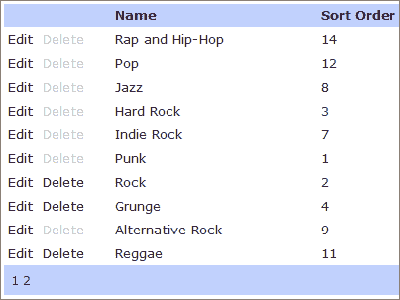 Name Sort Order
Edit Delete Rap and Hip-Hop 14
Edit Delete Pop 12
Edit Delete Jazz 8
Edit Delete Hard Rock 3
Edit Delete Indie Rock 7
Edit Delete Punk 1
Edit Delete Rock 2
Edit Delete Grunge 4
Edit Delete Alternative Rock 9
Edit Delete Reggae 11
1 2